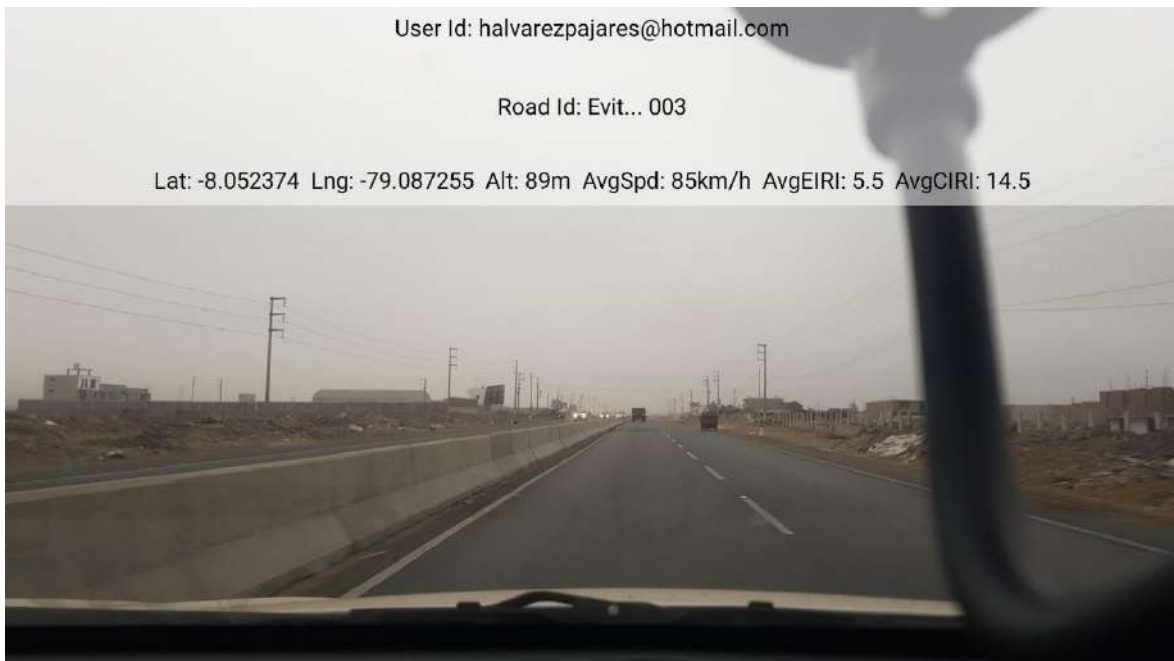 User Id: halvarezpajares@hotmail.com
Road Id: Evit... 003
Lat: -8.052374 Lng: -79.087255 Alt: 89m AvgSpd: 85km/h AvgEIRI: 5.5 AvgCIRI: 14.5